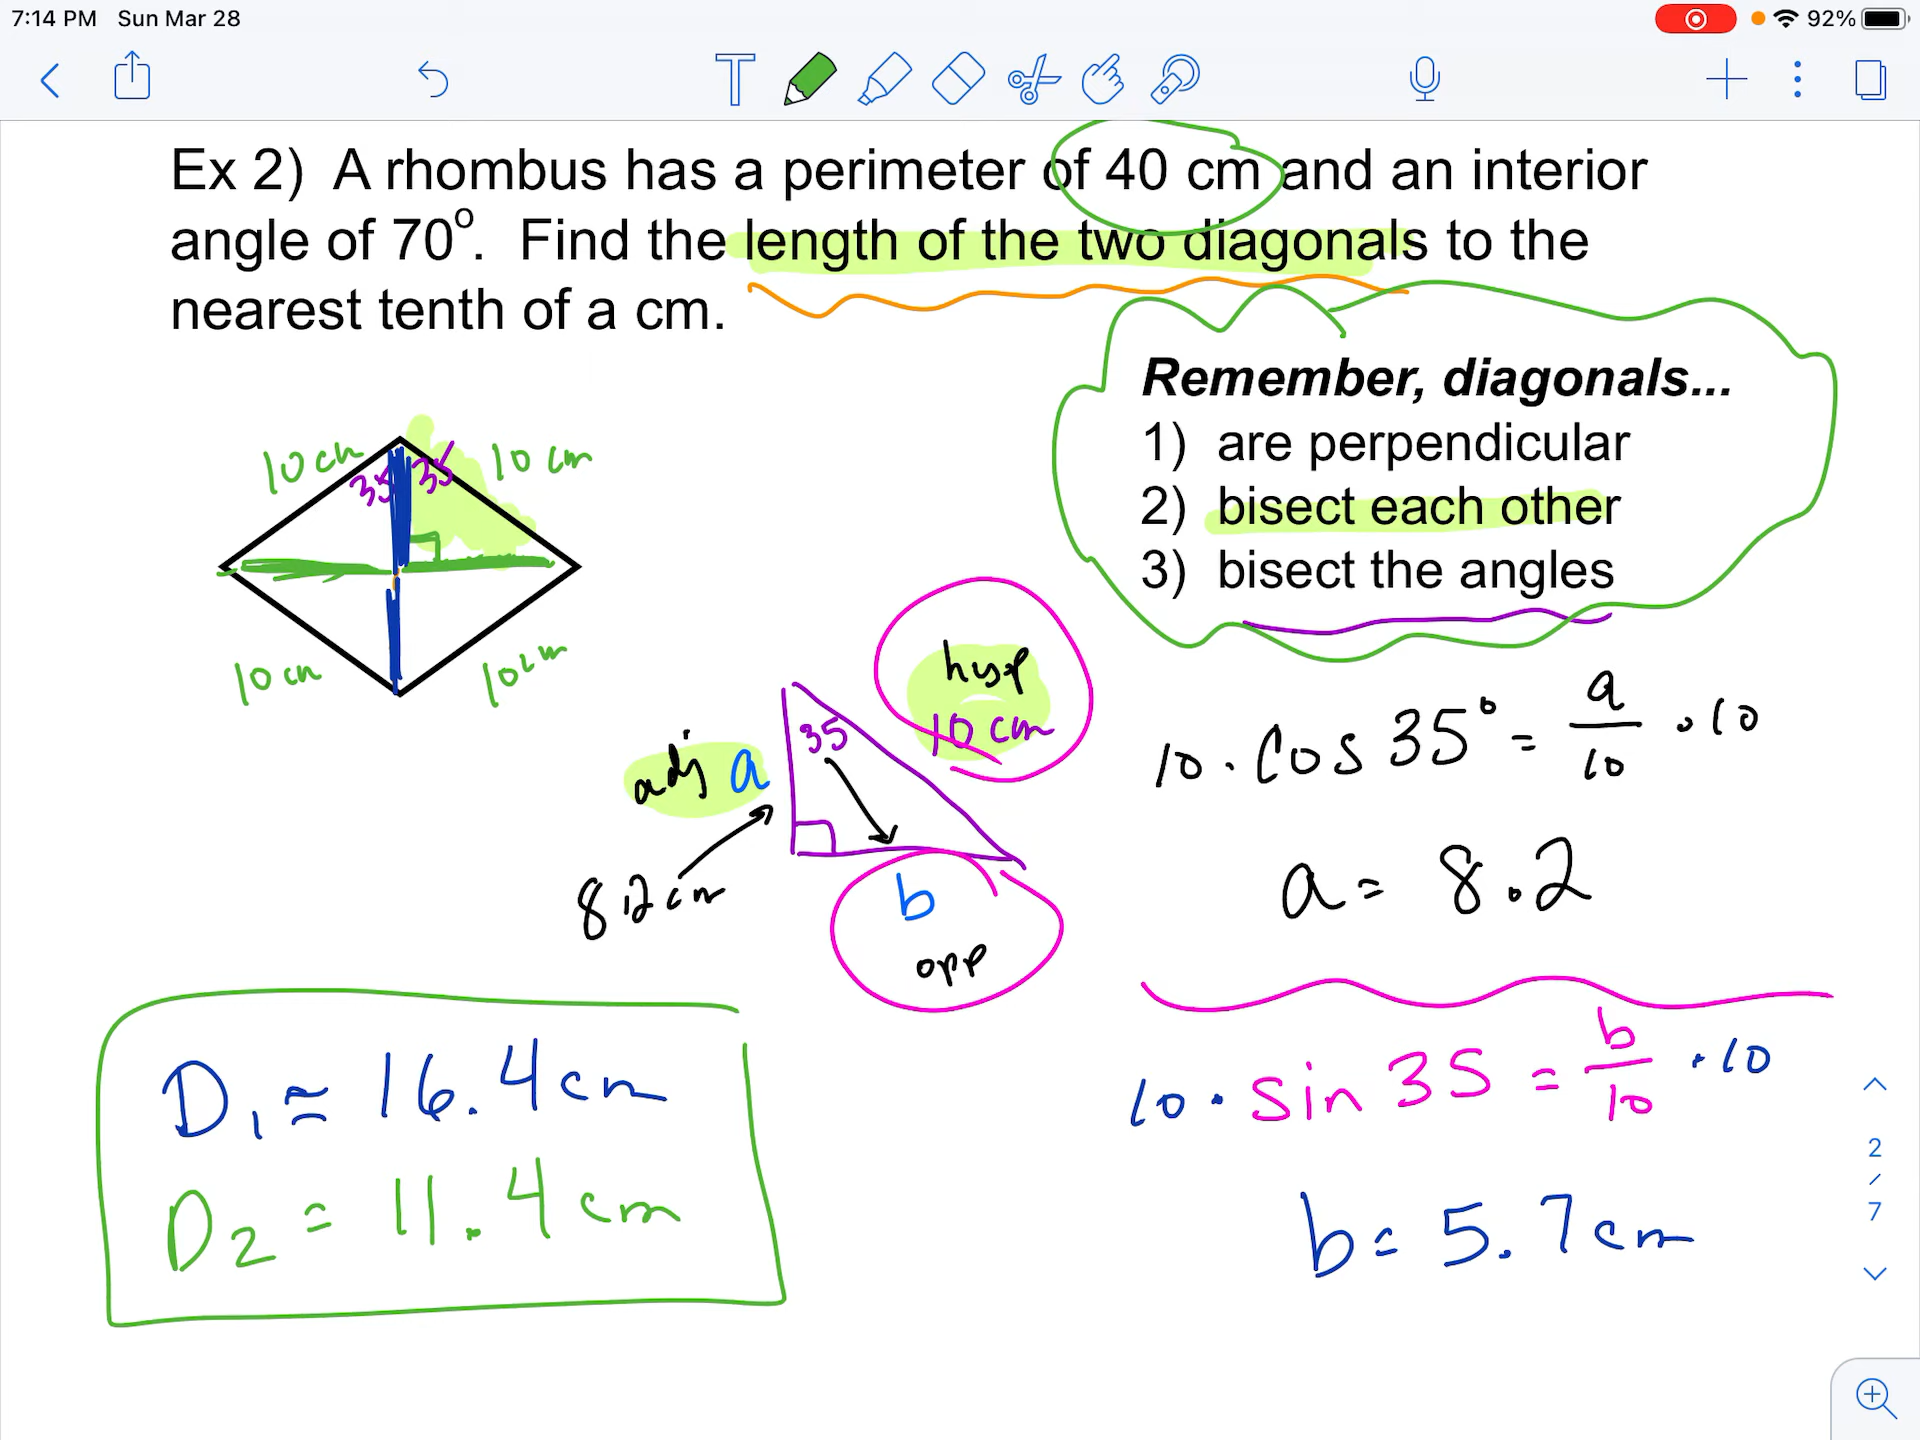 7:14 PM Sun Mar 28
92%
Ex 2) A rhombus has a perimeter of 40 cm and an interior
angle of 70°. Find the length of the two diagonals to the
nearest tenth of a cm.
Remember, diagonals...
1) are perpendicular
2) bisect each other
3) bisect the angles
10 cm 35 35 10 cm
10 cm 10 cm
hyp
10 cm
35
adj a
8.2 cm
b
opp
10 · cos 35° = a/10 · 10
a = 8.2
10 · sin 35 = b/10 · 10
b = 5.7 cm
D₁ ≈ 16.4 cm
D₂ = 11.4 cm
2
/
7